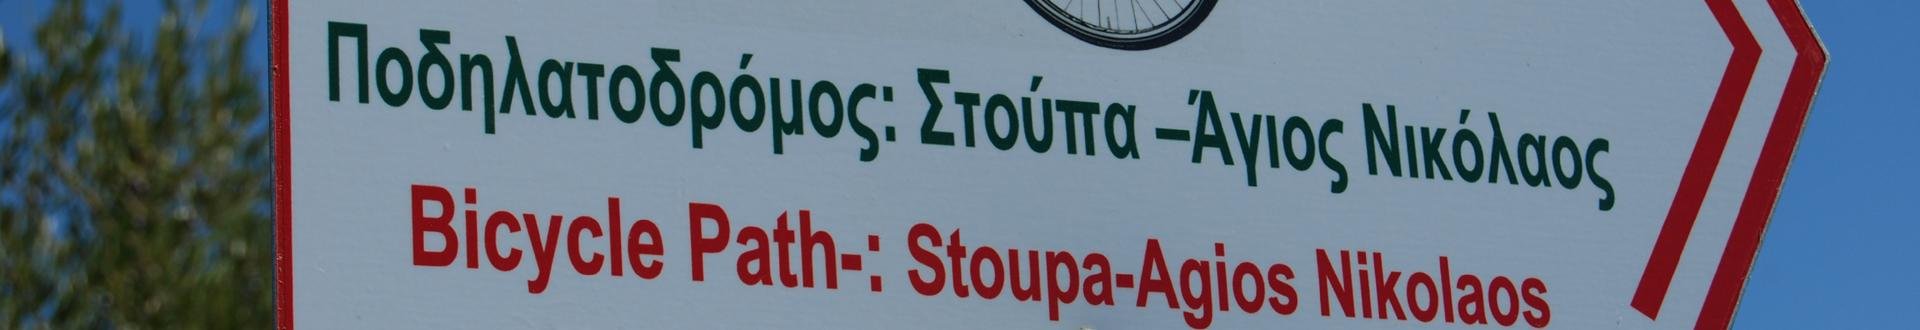 Ποδηλατοδρόμος: Στούπα –Άγιος Νικόλαος
Bicycle Path-: Stoupa-Agios Nikolaos